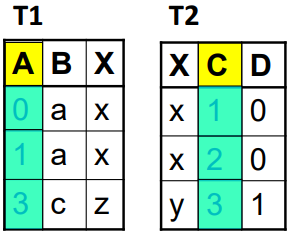 T1 T2
A B X X C D
0 a x x 1 0
1 a x x 2 0
3 c z y 3 1